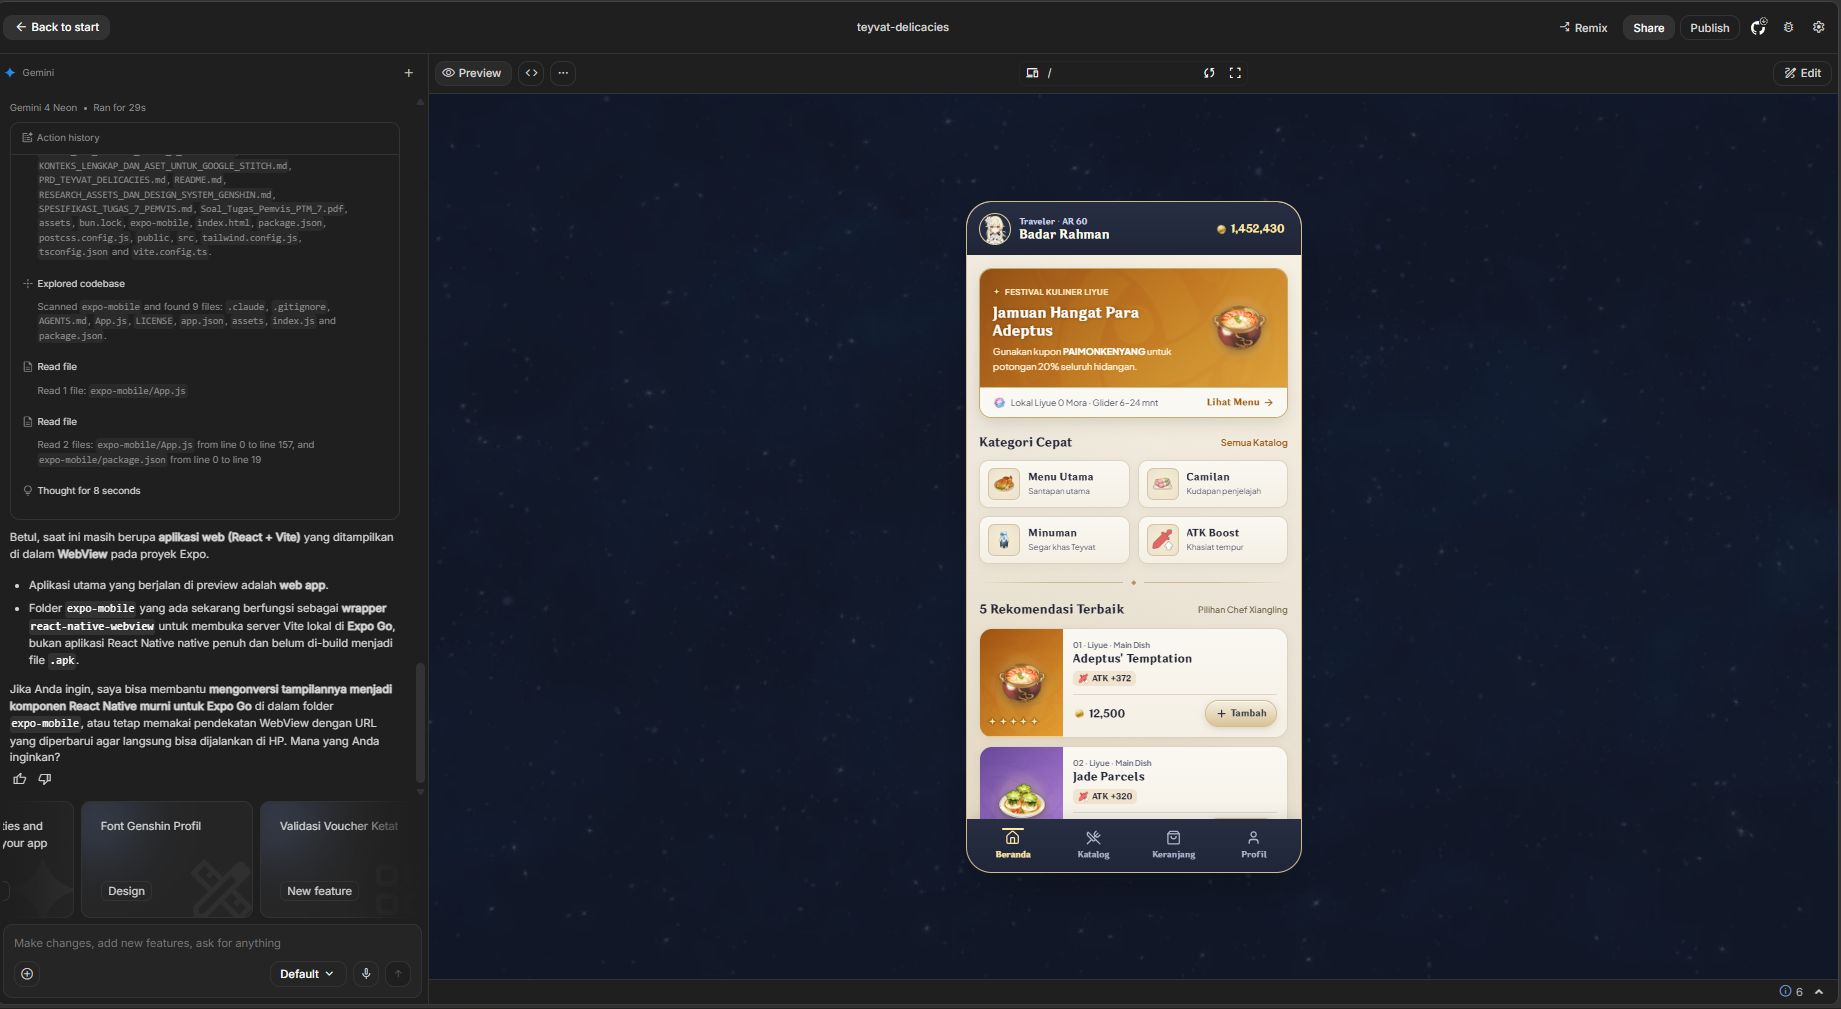 Back to start
teyvat-delicacies
Remix
Share
Publish
Gemini
Preview
/
Edit
Gemini 4 Neon • Ran for 29s
Action history
KONTEKS_LENGKAP_DAN_ASET_UNTUK_GOOGLE_STITCH.md,
PRD_TEYVAT_DELICACIES.md, README.md,
RESEARCH_ASSETS_DAN_DESIGN_SYSTEM_GENSHIN.md,
SPESIFIKASI_TUGAS_7_PEMVIS.md, Soal_Tugas_Pemvis_PTM_7.pdf,
assets, bun.lock, expo-mobile, index.html, package.json,
postcss.config.js, public, src, tailwind.config.js,
tsconfig.json and vite.config.ts.
Explored codebase
Scanned expo-mobile and found 9 files: .claude, .gitignore,
AGENTS.md, App.js, LICENSE, app.json, assets, index.js and
package.json.
Read file
Read 1 file: expo-mobile/App.js
Read file
Read 2 files: expo-mobile/App.js from line 0 to line 157, and
expo-mobile/package.json from line 0 to line 19
Thought for 8 seconds
Betul, saat ini masih berupa aplikasi web (React + Vite) yang ditampilkan
di dalam WebView pada proyek Expo.
• Aplikasi utama yang berjalan di preview adalah web app.
• Folder expo-mobile yang ada sekarang berfungsi sebagai wrapper
react-native-webview untuk membuka server Vite lokal di Expo Go,
bukan aplikasi React Native native penuh dan belum di-build menjadi
file .apk.
Jika Anda ingin, saya bisa membantu mengonversi tampilannya menjadi
komponen React Native murni untuk Expo Go di dalam folder
expo-mobile, atau tetap memakai pendekatan WebView dengan URL
yang diperbarui agar langsung bisa dijalankan di HP. Mana yang Anda
inginkan?
ties and
your app
Font Genshin Profil
Design
Validasi Voucher Ketat
New feature
Make changes, add new features, ask for anything
Default
Traveler · AR 60
Badar Rahman
1,452,430
FESTIVAL KULINER LIYUE
Jamuan Hangat Para
Adeptus
Gunakan kupon PAIMONKENYANG untuk
potongan 20% seluruh hidangan.
Lokal Liyue 0 Mora · Glider 6–24 mnt
Lihat Menu →
Kategori Cepat
Semua Katalog
Menu Utama
Santapan utama
Camilan
Kudapan penjelajah
Minuman
Segar khas Teyvat
ATK Boost
Khasiat tempur
5 Rekomendasi Terbaik
Pilihan Chef Xiangling
01 · Liyue · Main Dish
Adeptus' Temptation
ATK +372
12,500
+ Tambah
02 · Liyue · Main Dish
Jade Parcels
ATK +320
Beranda
Katalog
Keranjang
Profil
6